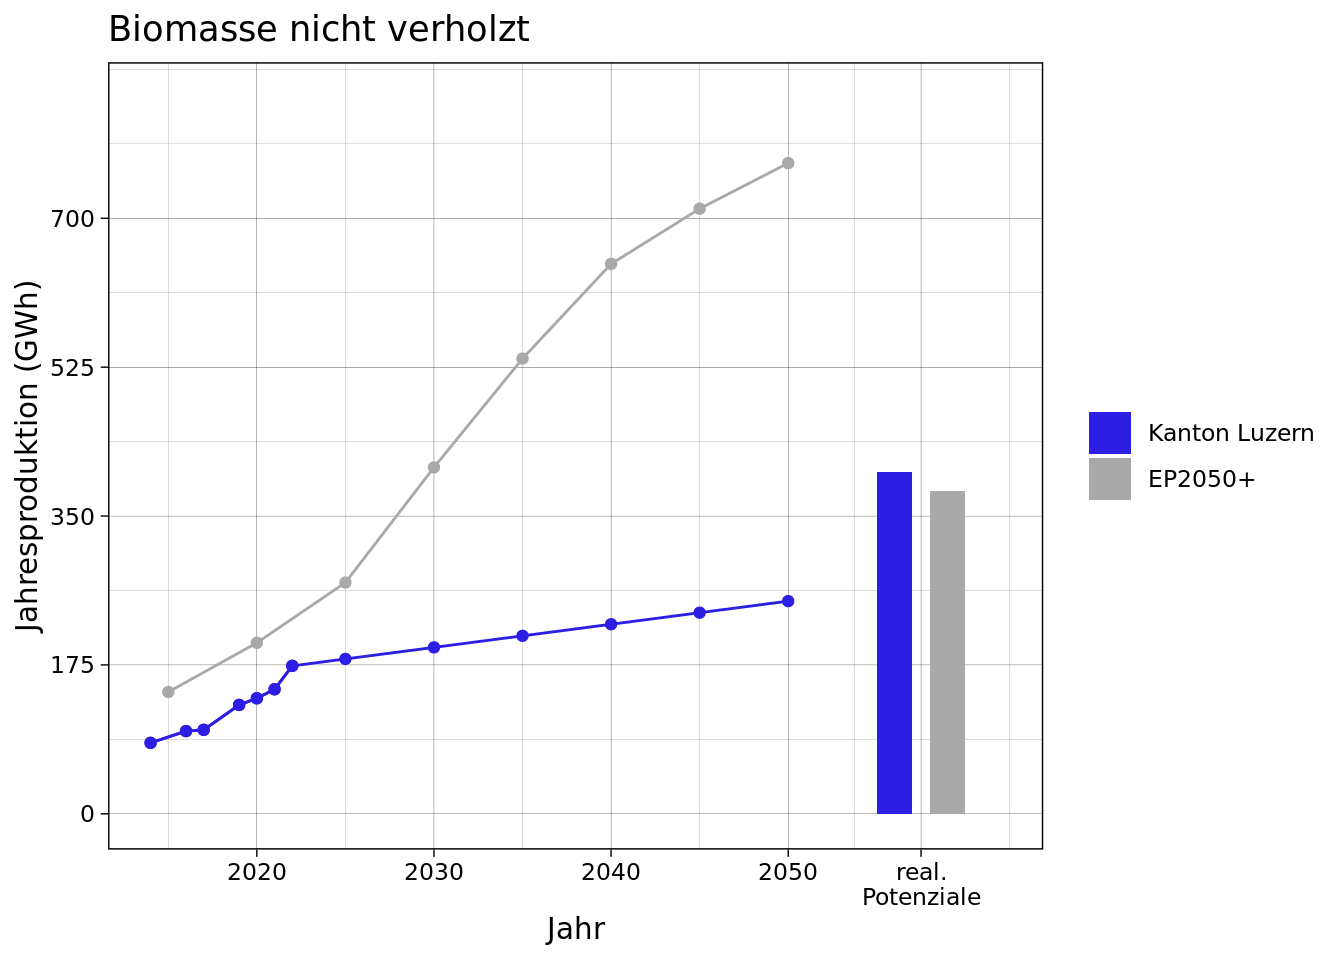 Biomasse nicht verholzt
Jahresproduktion (GWh)
700
525
350
175
0
2020
2030
2040
2050
real.
Potenziale
Jahr
Kanton Luzern
EP2050+